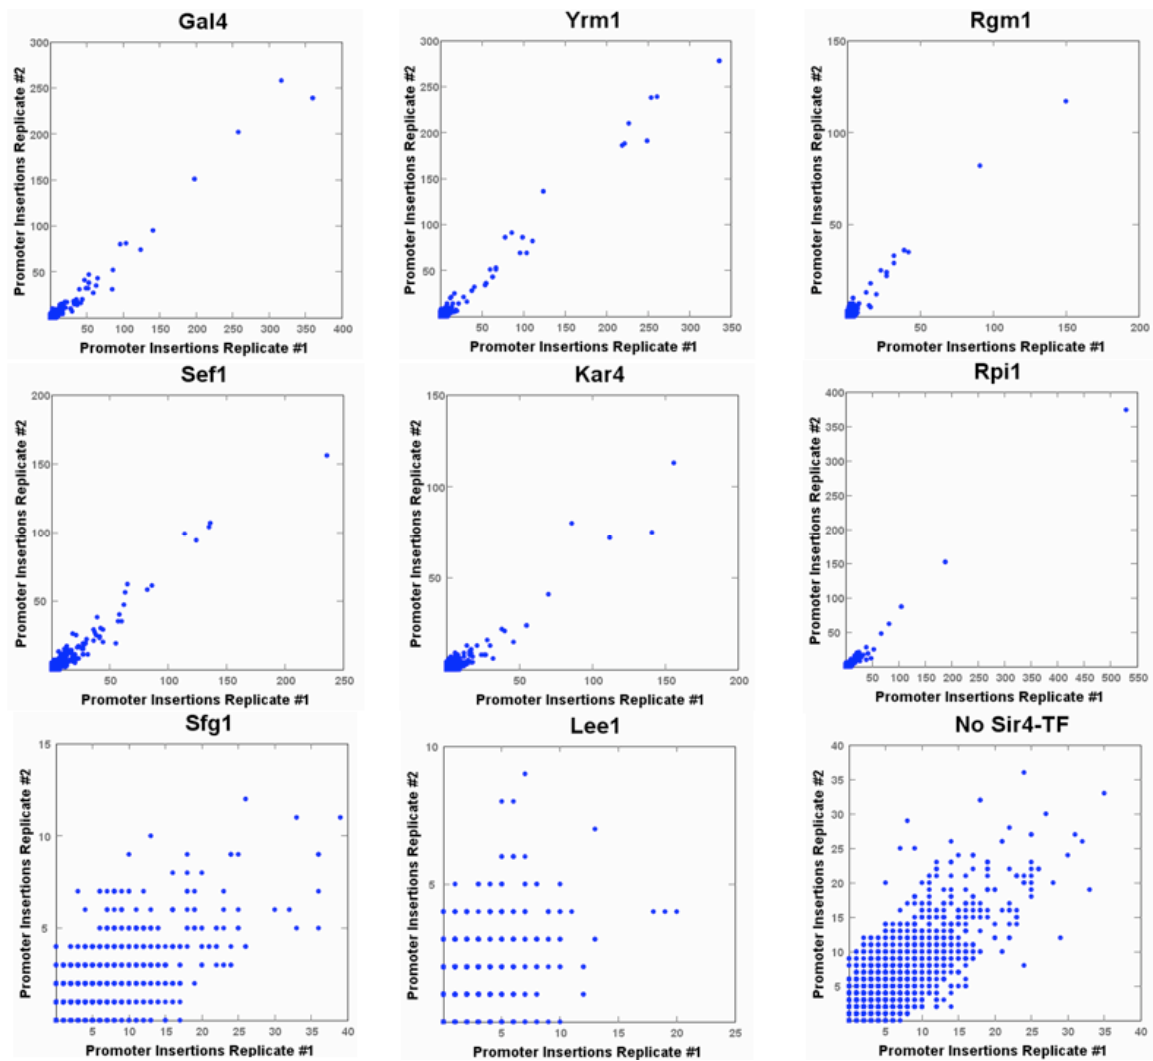 Gal4
Promoter Insertions Replicate #2
300
250
200
150
100
50
50 100 150 200 250 300 350 400
Promoter Insertions Replicate #1
Yrm1
Promoter Insertions Replicate #2
300
250
200
150
100
50
50 100 150 200 250 300 350
Promoter Insertions Replicate #1
Rgm1
Promoter Insertions Replicate #2
150
100
50
50 100 150 200
Promoter Insertions Replicate #1
Sef1
Promoter Insertions Replicate #2
200
150
100
50
50 100 150 200 250
Promoter Insertions Replicate #1
Kar4
Promoter Insertions Replicate #2
150
100
50
50 100 150 200
Promoter Insertions Replicate #1
Rpi1
Promoter Insertions Replicate #2
400
350
300
250
200
150
100
50
50 100 150 200 250 300 350 400 450 500 550
Promoter Insertions Replicate #1
Sfg1
Promoter Insertions Replicate #2
15
10
5
5 10 15 20 25 30 35 40
Promoter Insertions Replicate #1
Lee1
Promoter Insertions Replicate #2
10
5
5 10 15 20 25
Promoter Insertions Replicate #1
No Sir4-TF
Promoter Insertions Replicate #2
40
35
30
25
20
15
10
5
5 10 15 20 25 30 35 40
Promoter Insertions Replicate #1